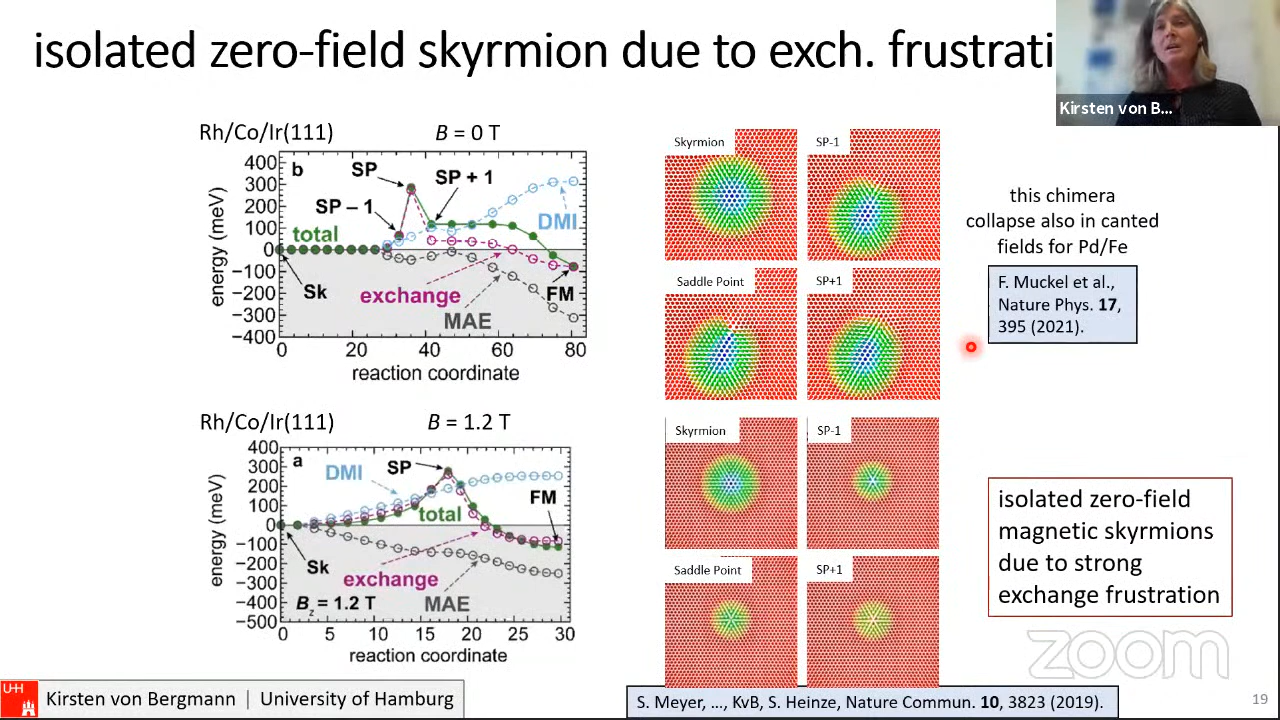 isolated zero-field skyrmion due to exch. frustrati
Kirsten von B...
Rh/Co/Ir(111) B = 0 T
b
400
300
200
100
0
−100
−200
−300
−400
energy (meV)
SP
SP + 1
SP − 1
total
DMI
Sk
exchange
MAE
FM
0 20 40 60 80
reaction coordinate
Skyrmion
SP-1
Saddle Point
SP+1
this chimera
collapse also in canted
fields for Pd/Fe
F. Muckel et al.,
Nature Phys. 17,
395 (2021).
Rh/Co/Ir(111) B = 1.2 T
a
400
300
200
100
0
−100
−200
−300
−400
−500
energy (meV)
DMI
SP
FM
total
Sk
exchange
MAE
Bz = 1.2 T
0 5 10 15 20 25 30
reaction coordinate
Skyrmion
SP-1
Saddle Point
SP+1
isolated zero-field
magnetic skyrmions
due to strong
exchange frustration
zoom
UH
Kirsten von Bergmann | University of Hamburg
S. Meyer, ..., KvB, S. Heinze, Nature Commun. 10, 3823 (2019).
19